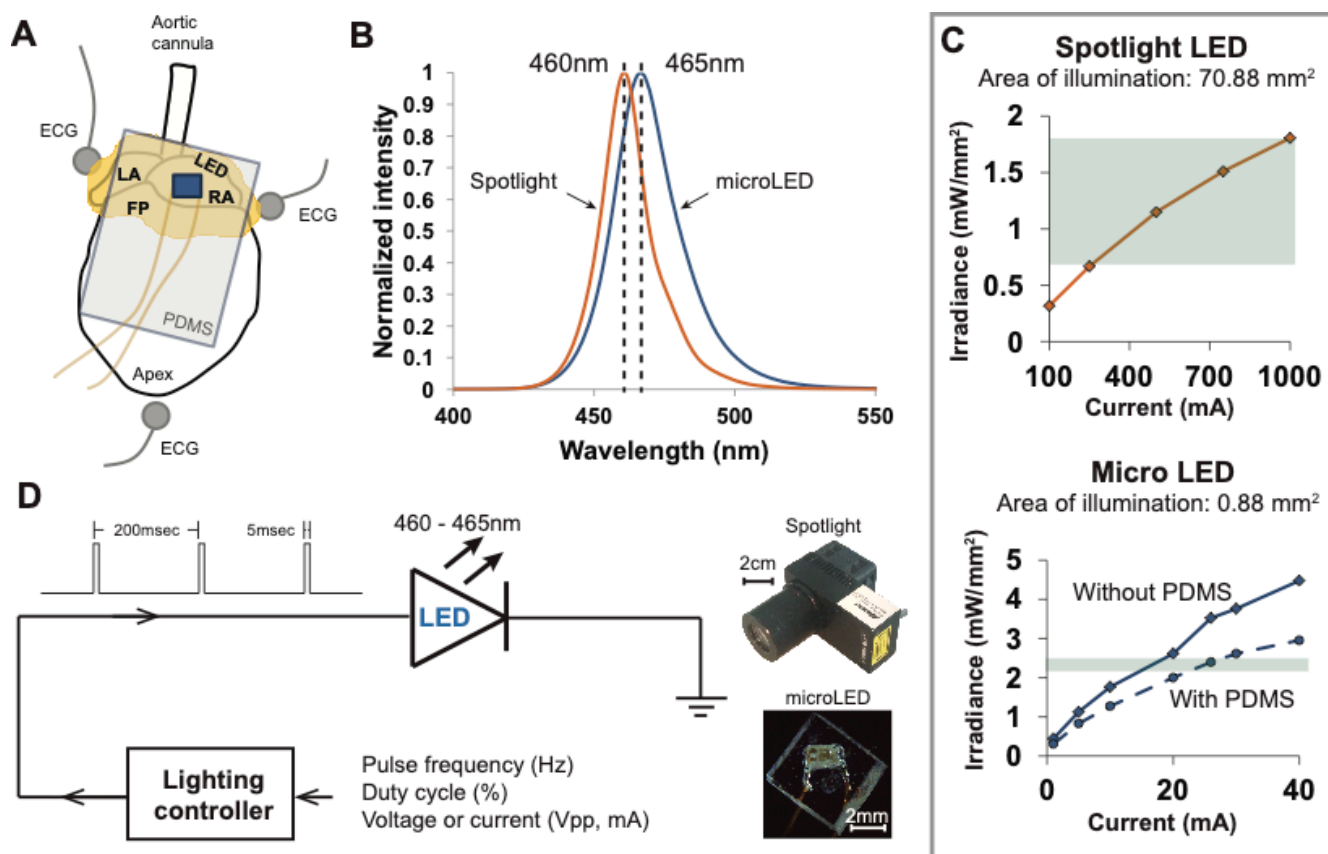 A
Aortic
cannula
ECG
LA
LED
RA
FP
ECG
PDMS
Apex
ECG
B
460nm
465nm
Normalized intensity
1
0.9
0.8
0.7
0.6
0.5
0.4
0.3
0.2
0.1
0
Spotlight
microLED
400
450
500
550
Wavelength (nm)
C
Spotlight LED
Area of illumination: 70.88 mm²
Irradiance (mW/mm²)
2
1.5
1
0.5
0
100
400
700
1000
Current (mA)
Micro LED
Area of illumination: 0.88 mm²
Irradiance (mW/mm²)
5
4
3
2
1
0
Without PDMS
With PDMS
0
20
40
Current (mA)
D
200msec
5msec
460 - 465nm
LED
Lighting
controller
Pulse frequency (Hz)
Duty cycle (%)
Voltage or current (Vpp, mA)
Spotlight
2cm
microLED
2mm